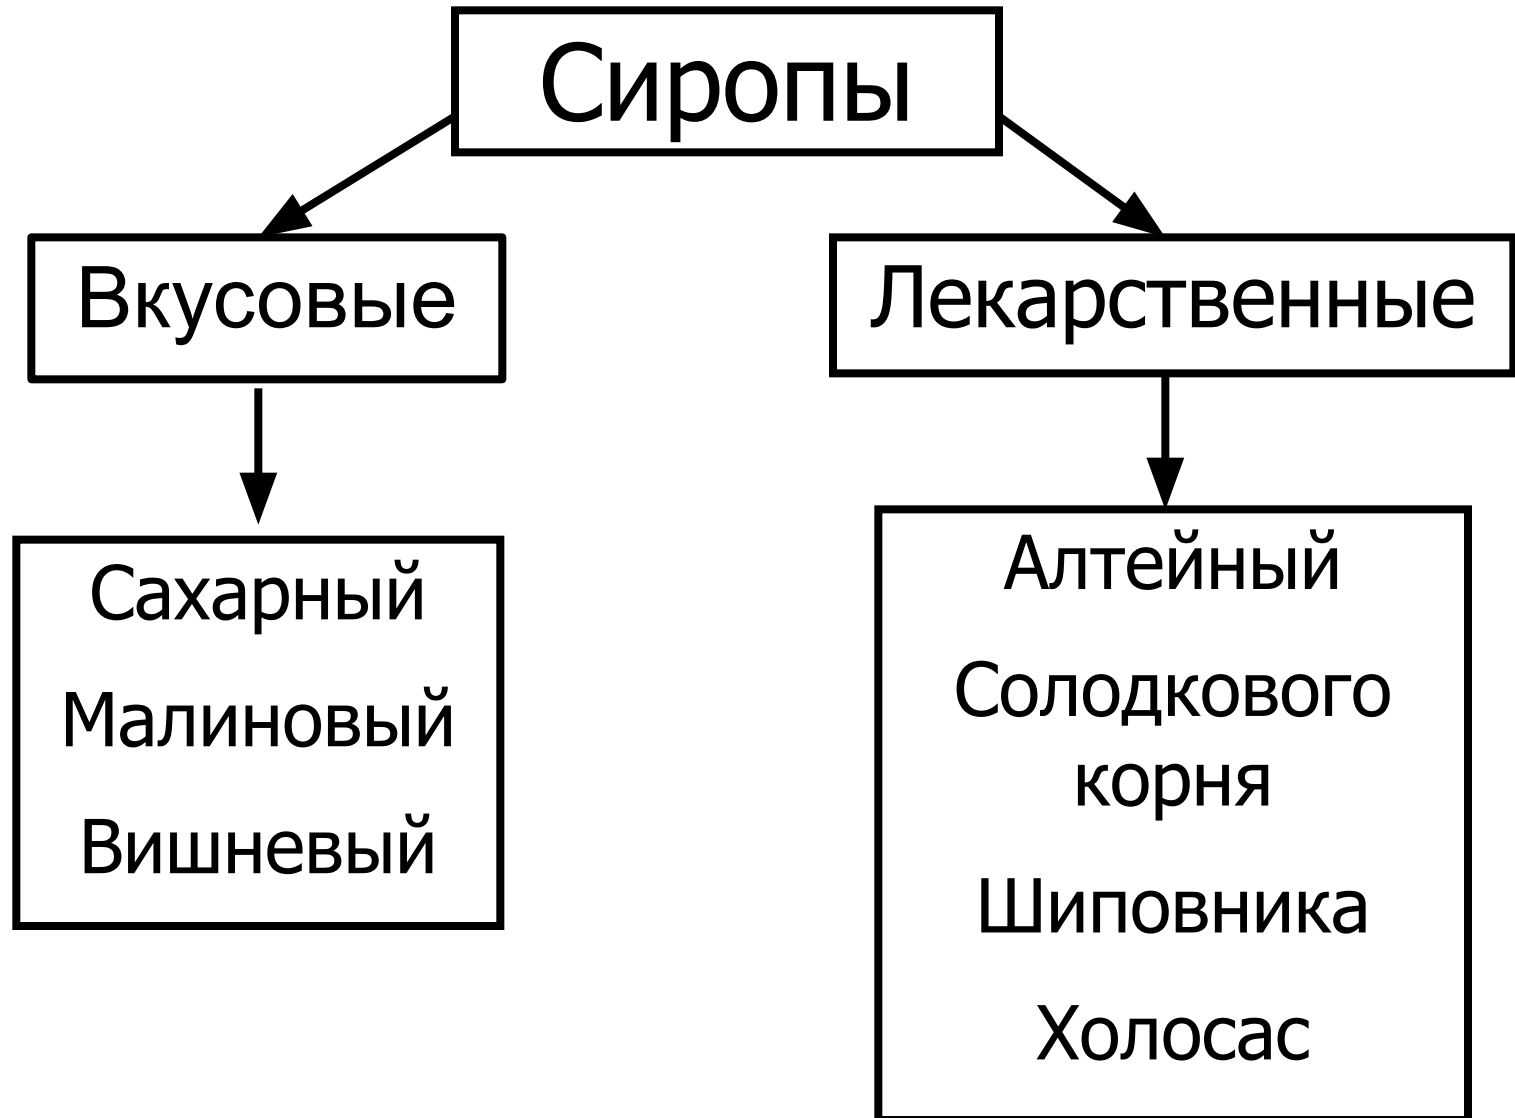 Сиропы
Вкусовые
Лекарственные
Сахарный
Малиновый
Вишневый
Алтейный
Солодкового
корня
Шиповника
Холосас